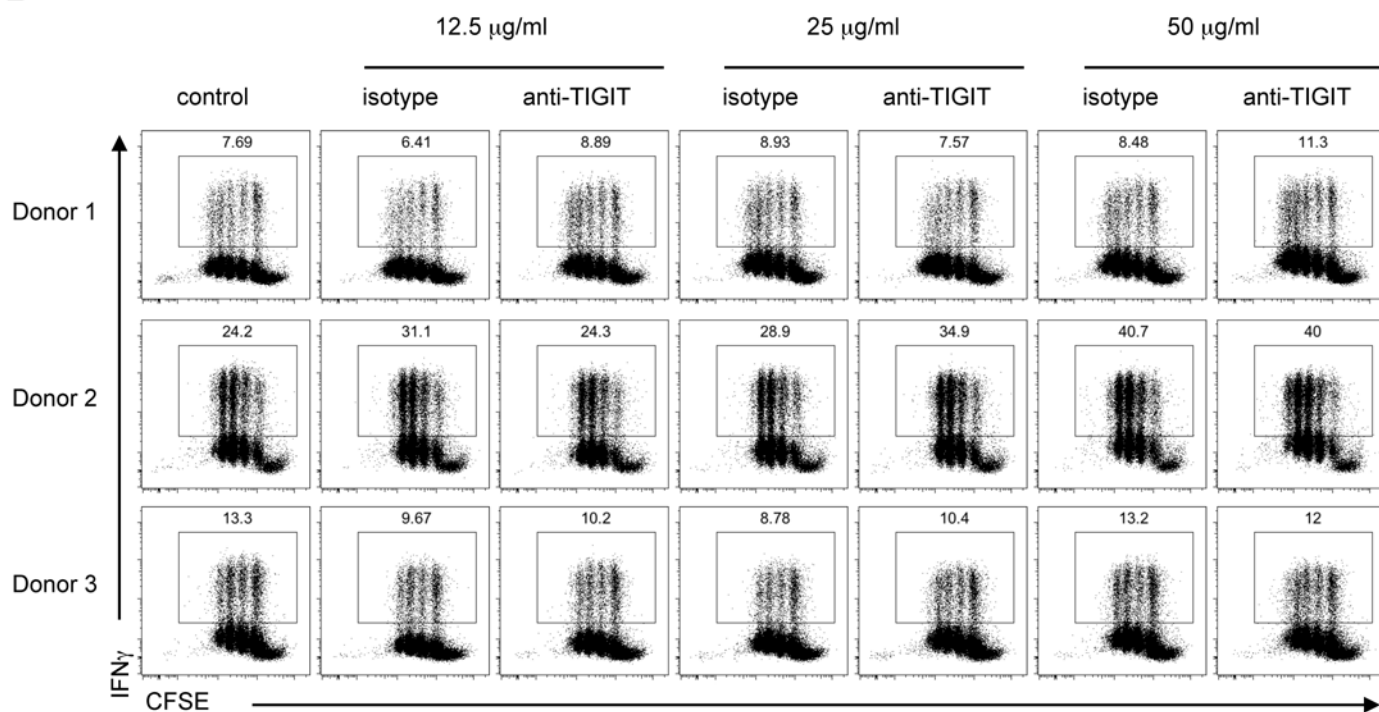 12.5 μg/ml 25 μg/ml 50 μg/ml
control isotype anti-TIGIT isotype anti-TIGIT isotype anti-TIGIT
Donor 1 7.69 6.41 8.89 8.93 7.57 8.48 11.3
Donor 2 24.2 31.1 24.3 28.9 34.9 40.7 40
Donor 3 13.3 9.67 10.2 8.78 10.4 13.2 12
IFNγ
CFSE